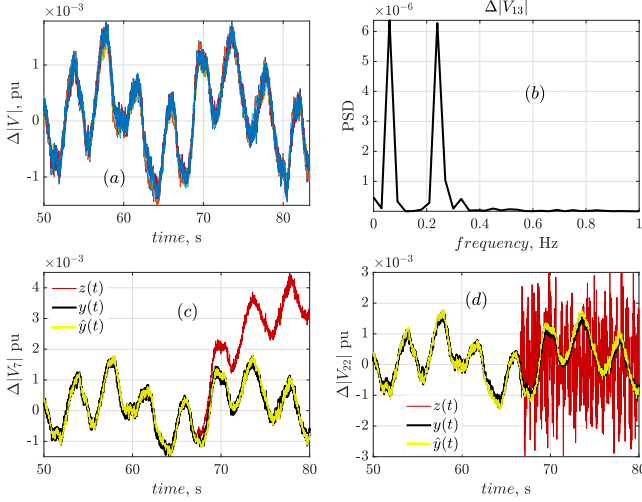 ×10⁻³
1
0
-1
Δ|V|, pu
(a)
50 60 70 80
time, s
Δ|V₁₃|
×10⁻⁶
6
5
4
3
2
1
PSD
(b)
0 0.2 0.4 0.6 0.8 1
frequency, Hz
×10⁻³
z(t)
y(t)
ŷ(t)
(c)
4
3
2
1
0
-1
Δ|V₇| pu
50 60 70 80
time, s
×10⁻³
3
2
1
0
-1
-2
-3
Δ|V₂₂| pu
(d)
z(t)
y(t)
ŷ(t)
50 60 70 80
time, s